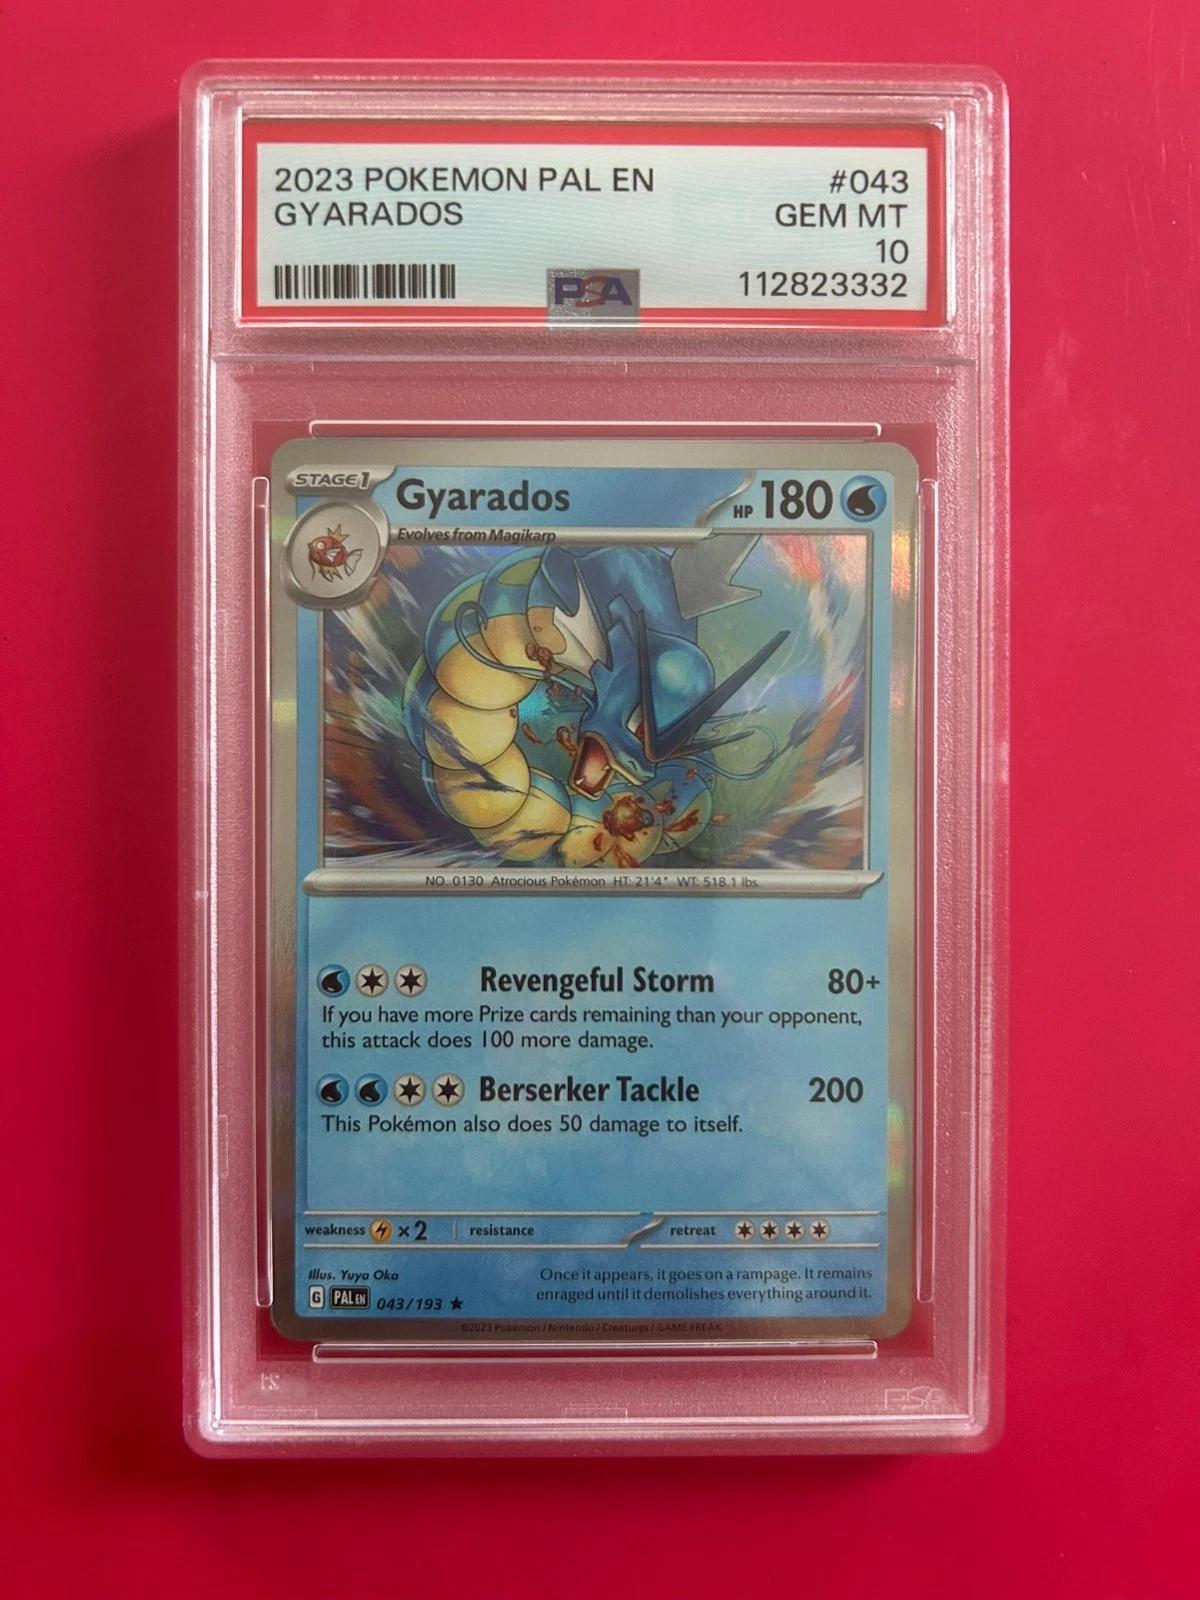 2023 POKEMON PAL EN #043
GYARADOS GEM MT
10
PSA 112823332
STAGE 1 Gyarados HP 180
Evolves from Magikarp
NO. 0130 Atrocious Pokémon HT: 21'4" WT: 518.1 lbs.
Revengeful Storm 80+
If you have more Prize cards remaining than your opponent,
this attack does 100 more damage.
Berserker Tackle 200
This Pokémon also does 50 damage to itself.
weakness ×2 resistance retreat
Illus. Yuya Oka
Once it appears, it goes on a rampage. It remains
enraged until it demolishes everything around it.
G PAL EN 043/193
©2023 Pokémon / Nintendo / Creatures / GAME FREAK
PSA